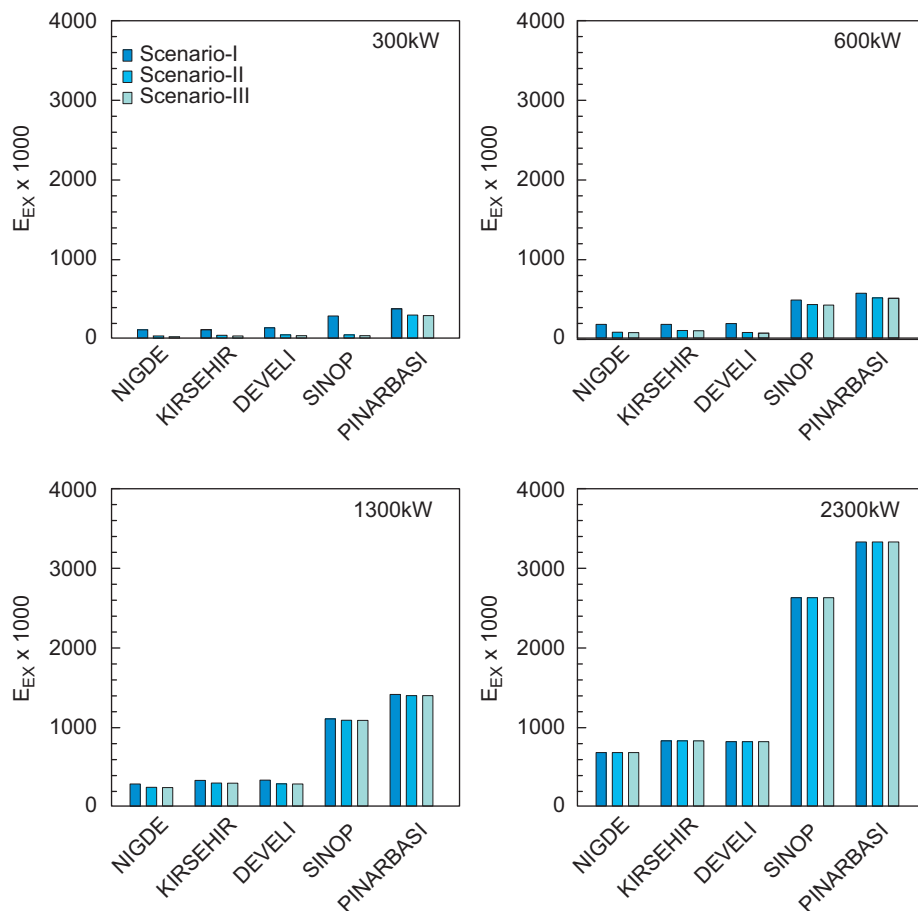 4000
3000
2000
1000
0
E_EX x 1000
300kW
Scenario-I
Scenario-II
Scenario-III
NIGDE
KIRSEHIR
DEVELI
SINOP
PINARBASI
4000
3000
2000
1000
0
E_EX x 1000
600kW
NIGDE
KIRSEHIR
DEVELI
SINOP
PINARBASI
4000
3000
2000
1000
0
E_EX x 1000
1300kW
NIGDE
KIRSEHIR
DEVELI
SINOP
PINARBASI
4000
3000
2000
1000
0
E_EX x 1000
2300kW
NIGDE
KIRSEHIR
DEVELI
SINOP
PINARBASI